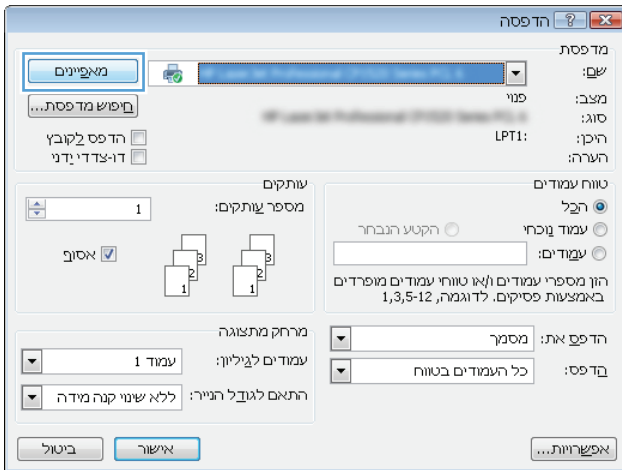 הדפסה
מדפסת
שם:
מאפיינים
מצב: פנוי
חיפוש מדפסת...
סוג:
היכן: LPT1:
הדפס לקובץ
הערה:
דו-צדדי ידני
טווח עמודים
הכל
עמוד נוכחי
הקטע הנבחר
עמודים:
הזן מספרי עמודים ו/או טווחי עמודים מופרדים
באמצעות פסיקים. לדוגמה, 1,3,5-12
עותקים
מספר עותקים: 1
אסוף
3
2
1
3
2
1
הדפס את: מסמך
הדפס: כל העמודים בטווח
מרחק מתצוגה
עמודים לגיליון: עמוד 1
התאם לגודל הנייר: ללא שינוי קנה מידה
אפשרויות...
אישור
ביטול